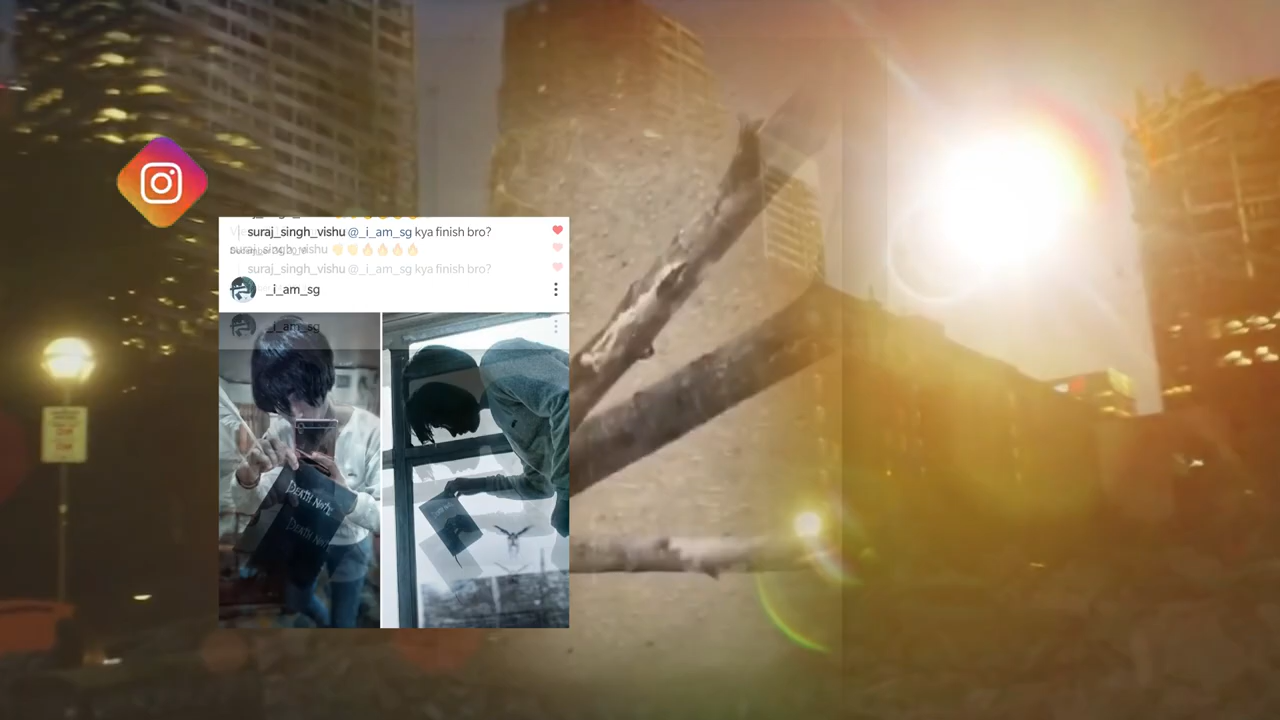 suraj_singh_vishu @_i_am_sg kya finish bro?
suraj_singh_vishu 👏👏🔥🔥🔥🔥
suraj_singh_vishu @_i_am_sg kya finish bro?
_i_am_sg
_i_am_sg
DEATH NOTE
DEATH NOTE